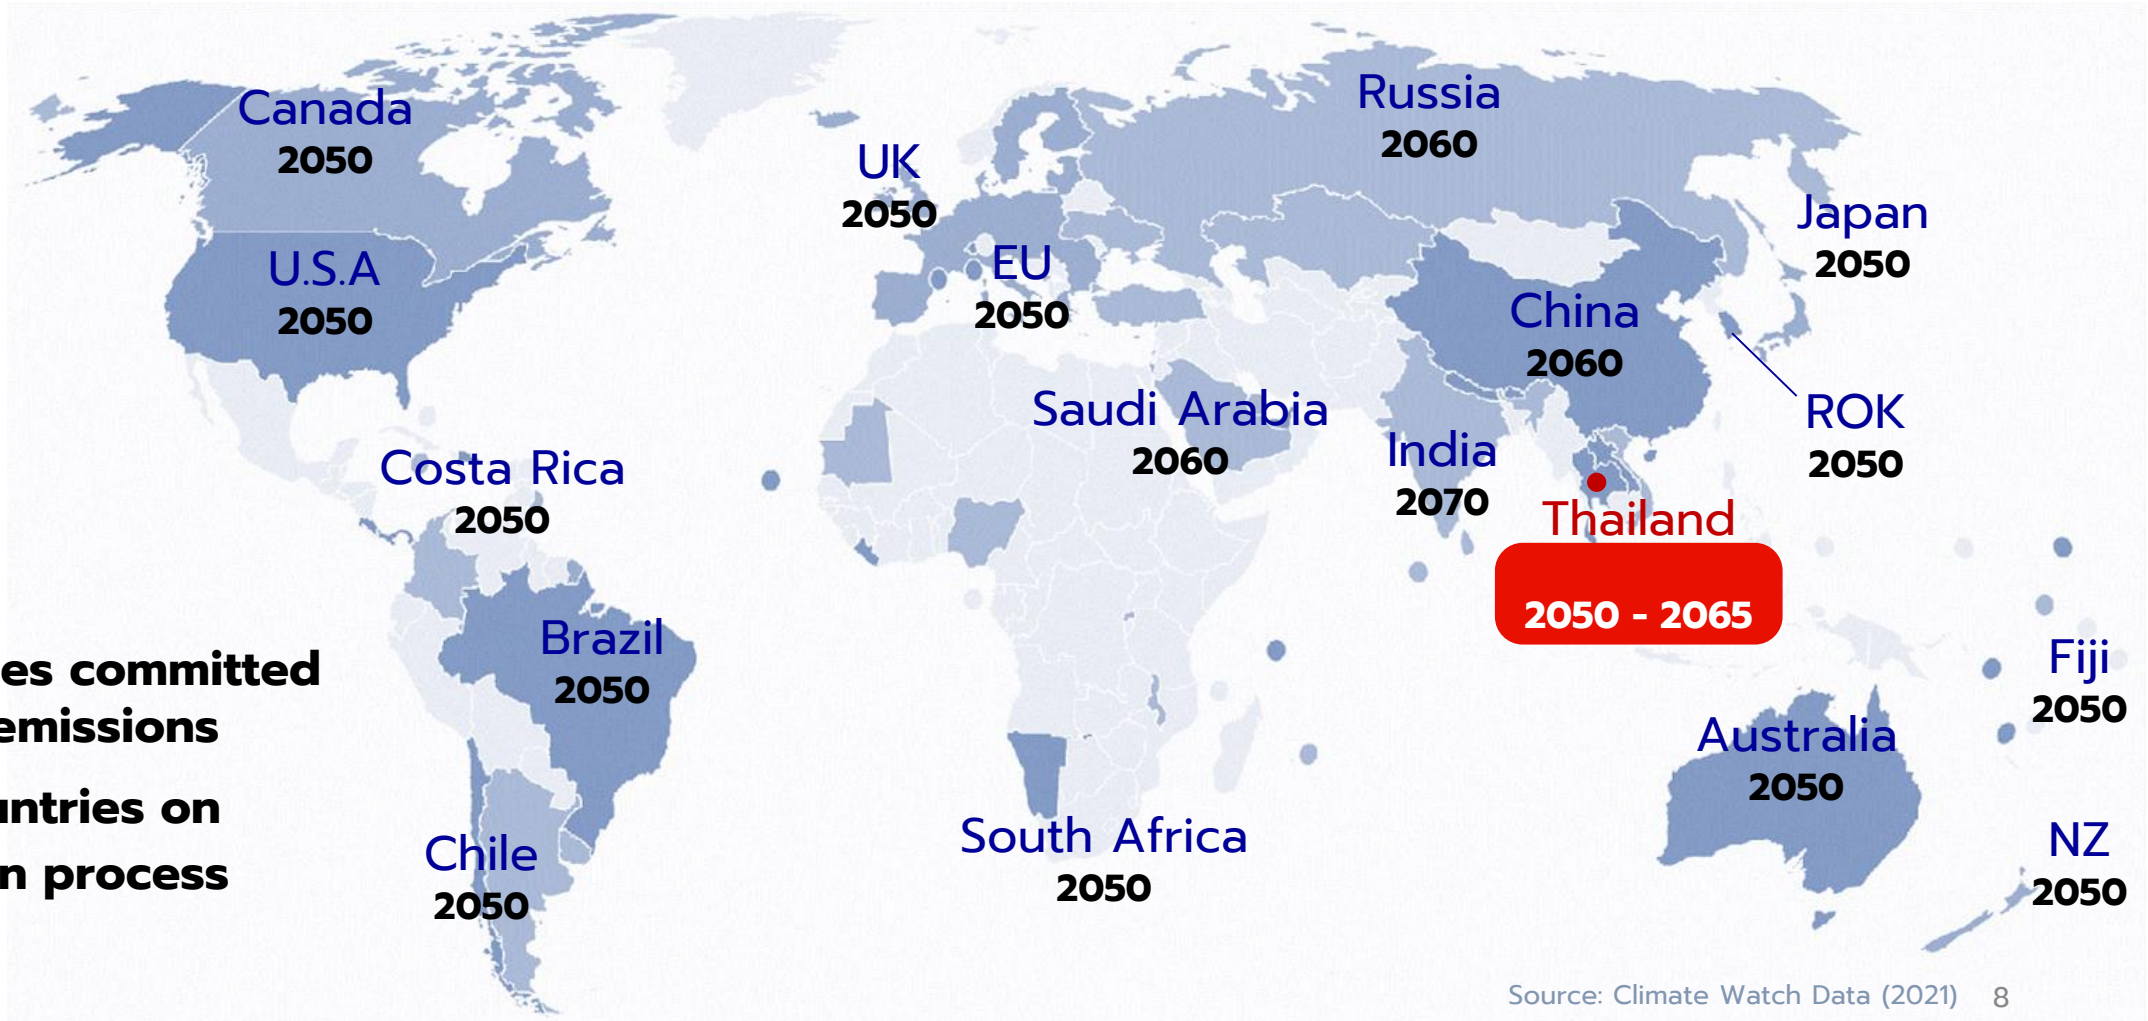 Canada
2050
U.S.A
2050
Costa Rica
2050
Brazil
2050
Chile
2050
UK
2050
EU
2050
Russia
2060
Saudi Arabia
2060
South Africa
2050
India
2070
China
2060
Japan
2050
ROK
2050
Thailand
2050 - 2065
Australia
2050
Fiji
2050
NZ
2050
es committed
emissions
untries on
n process
Source: Climate Watch Data (2021) 8